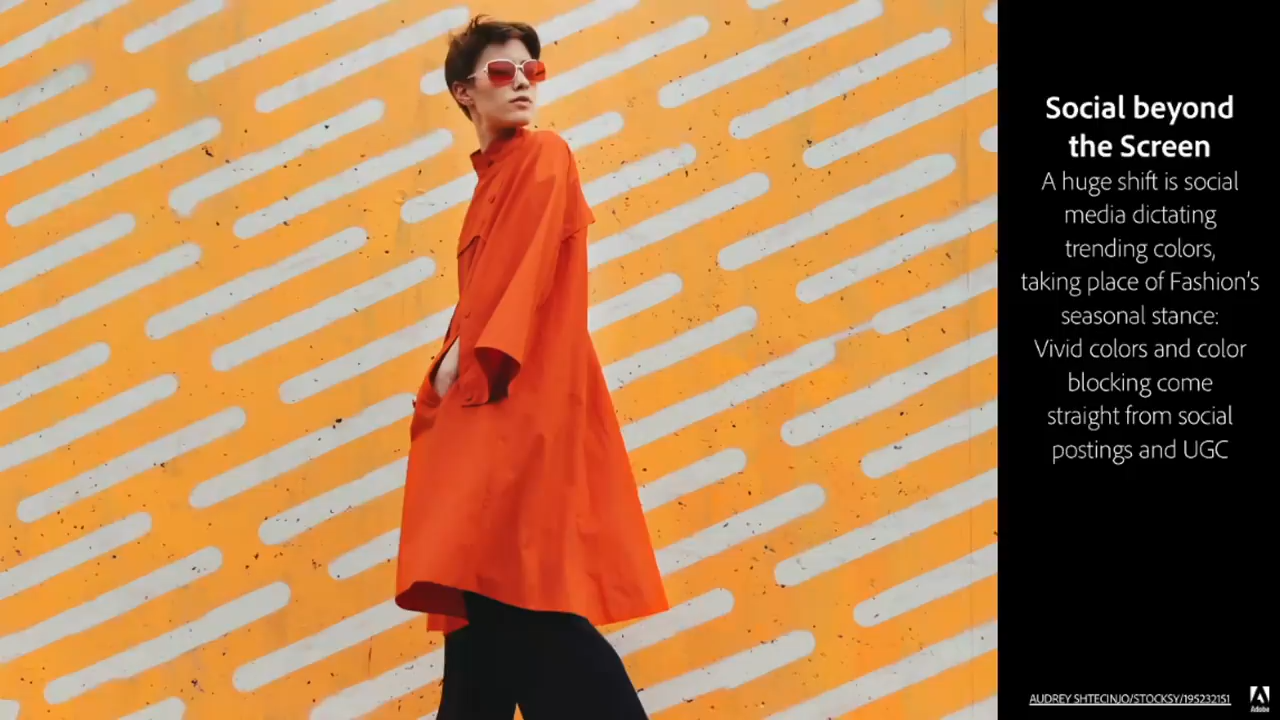 Social beyond
the Screen
A huge shift is social
media dictating
trending colors,
taking place of Fashion's
seasonal stance:
Vivid colors and color
blocking come
straight from social
postings and UGC
AUDREY SHTECINJO/STOCKSY/195232151
Adobe